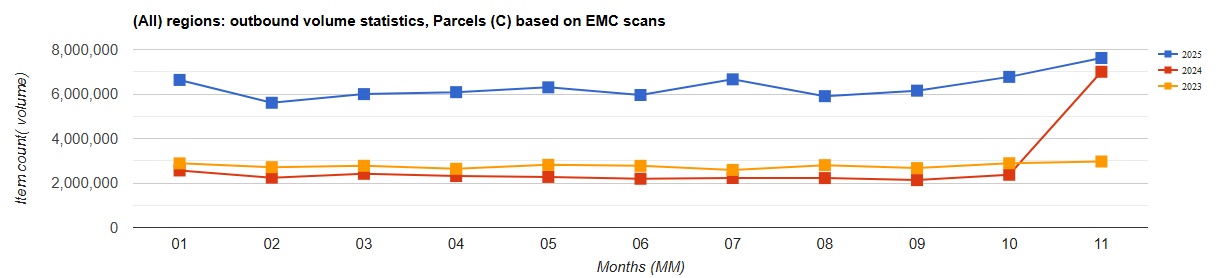 (All) regions: outbound volume statistics, Parcels (C) based on EMC scans
8,000,000
6,000,000
4,000,000
2,000,000
0
Itemcount( volume)
01 02 03 04 05 06 07 08 09 10 11
Months (MM)
2025
2024
2023